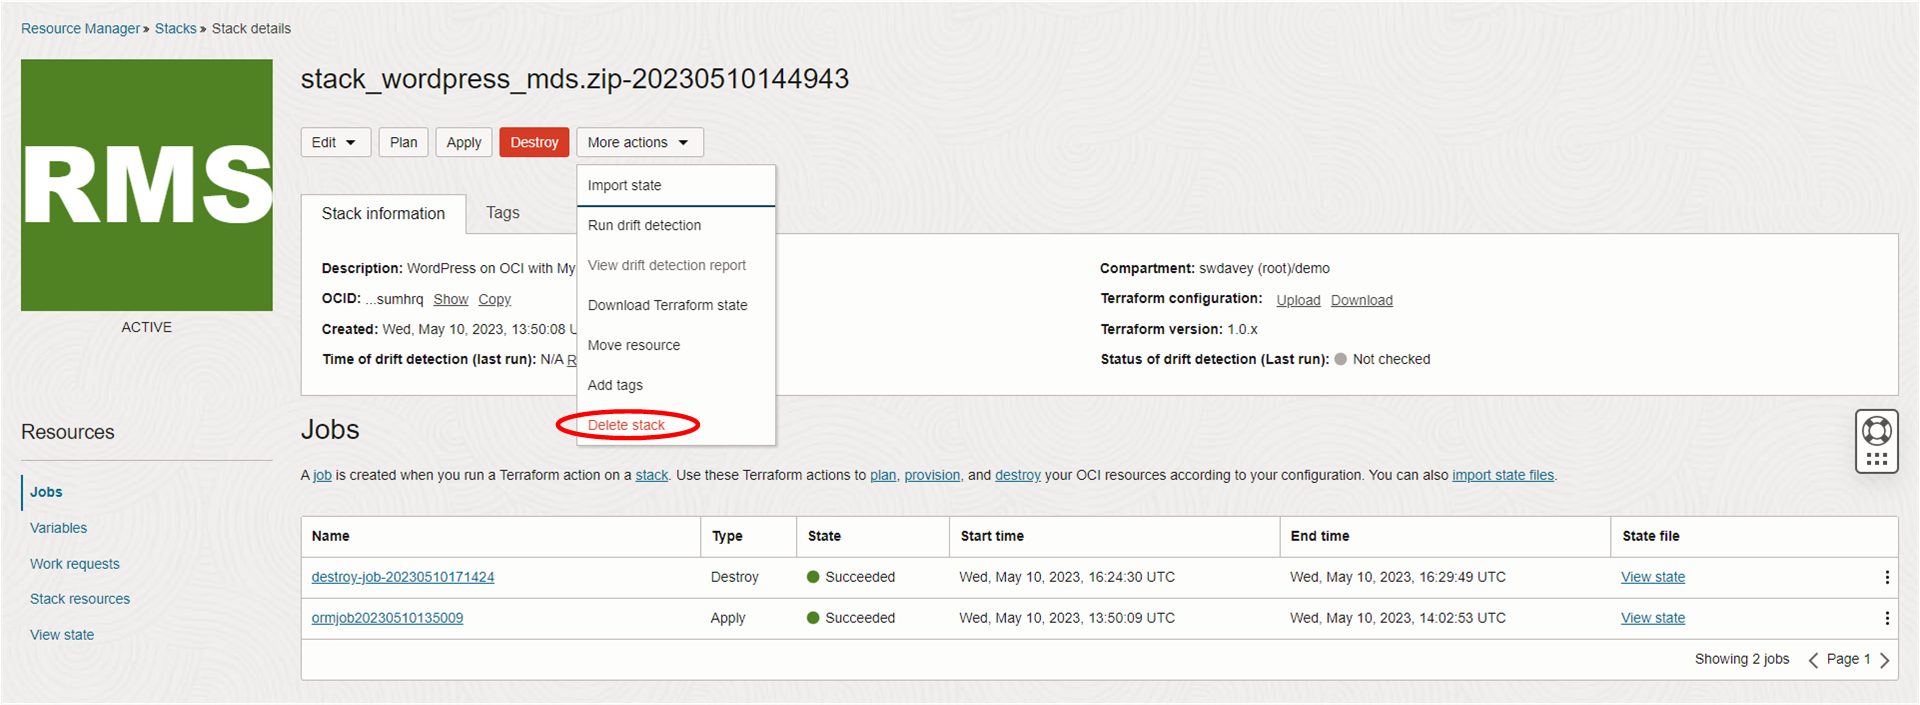 Resource Manager » Stacks » Stack details
RMS
ACTIVE
stack_wordpress_mds.zip-20230510144943
Edit Plan Apply Destroy More actions
Import state
Run drift detection
View drift detection report
Download Terraform state
Move resource
Add tags
Delete stack
Stack information Tags
Description: WordPress on OCI with My
OCID: ...sumhrq Show Copy
Created: Wed, May 10, 2023, 13:50:08 U
Time of drift detection (last run): N/A R
Compartment: swdavey (root)/demo
Terraform configuration: Upload Download
Terraform version: 1.0.x
Status of drift detection (Last run): Not checked
Resources
Jobs
Variables
Work requests
Stack resources
View state
Jobs
A job is created when you run a Terraform action on a stack. Use these Terraform actions to plan, provision, and destroy your OCI resources according to your configuration. You can also import state files.
Name Type State Start time End time State file
destroy-job-20230510171424 Destroy Succeeded Wed, May 10, 2023, 16:24:30 UTC Wed, May 10, 2023, 16:29:49 UTC View state
ormjob20230510135009 Apply Succeeded Wed, May 10, 2023, 13:50:09 UTC Wed, May 10, 2023, 14:02:53 UTC View state
Showing 2 jobs Page 1